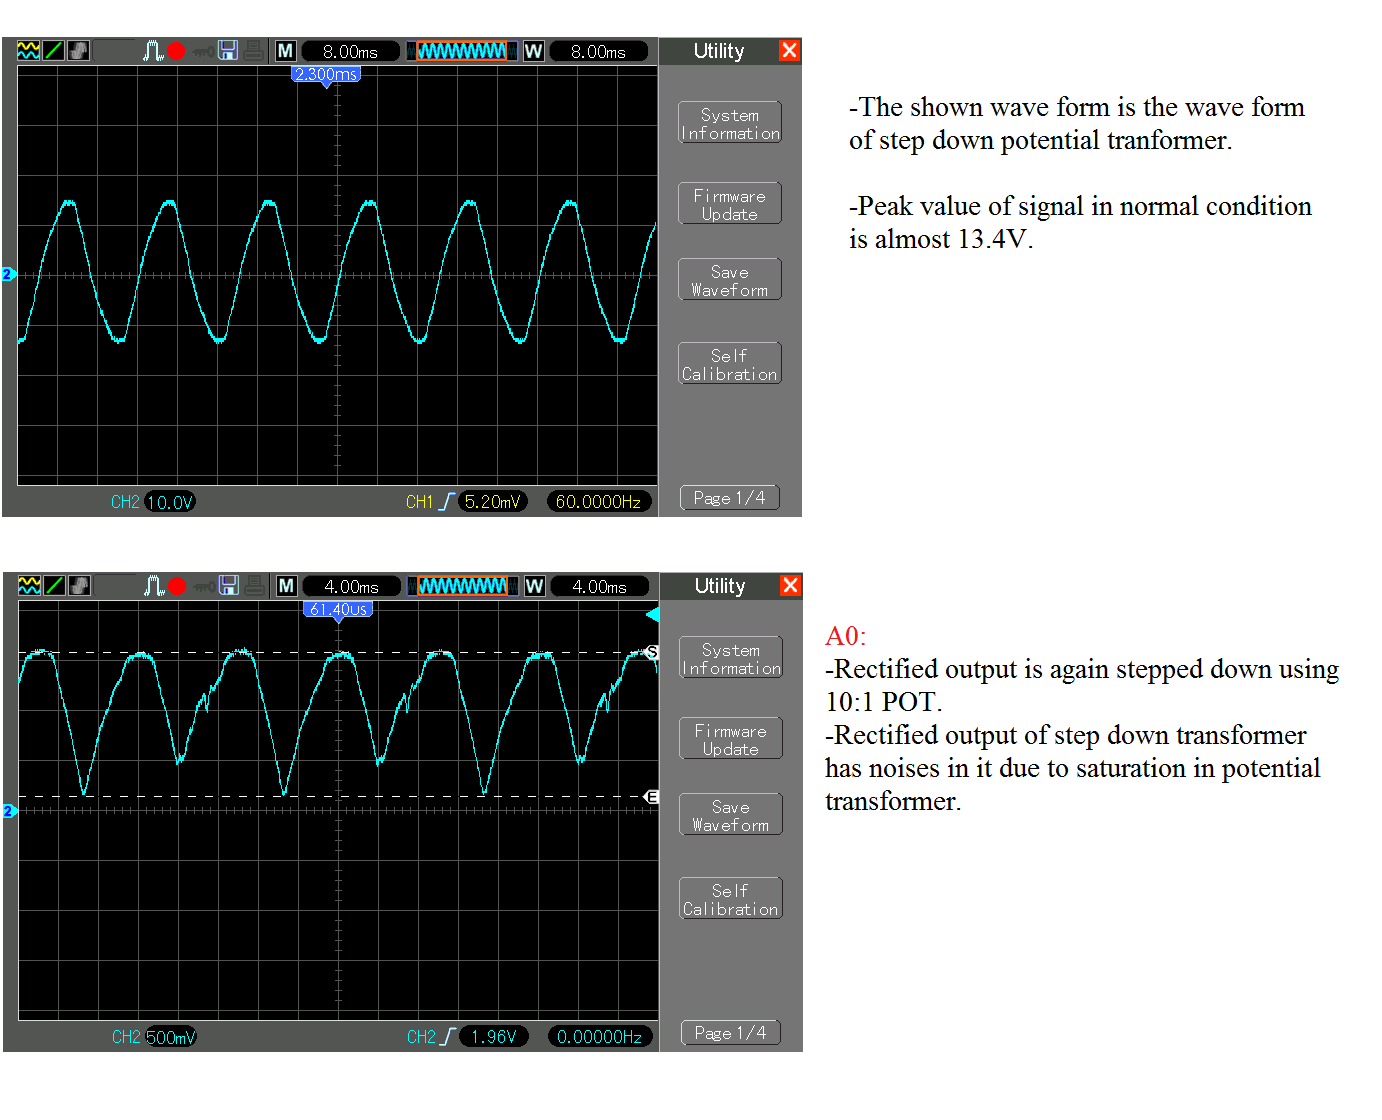 M 8.00ms W 8.00ms Utility X
2.300ms
System
Information
-The shown wave form is the wave form
of step down potential tranformer.
Firmware
Update
-Peak value of signal in normal condition
is almost 13.4V.
2
Save
Waveform
Self
Calibration
CH2 10.0V CH1 5.20mV 60.0000Hz Page 1/4
M 4.00ms W 4.00ms Utility X
61.40us
A0:
S
System
Information
-Rectified output is again stepped down using
10:1 POT.
Firmware
Update
-Rectified output of step down transformer
has noises in it due to saturation in potential
transformer.
E
2
Save
Waveform
Self
Calibration
CH2 500mV CH2 1.96V 0.00000Hz Page 1/4